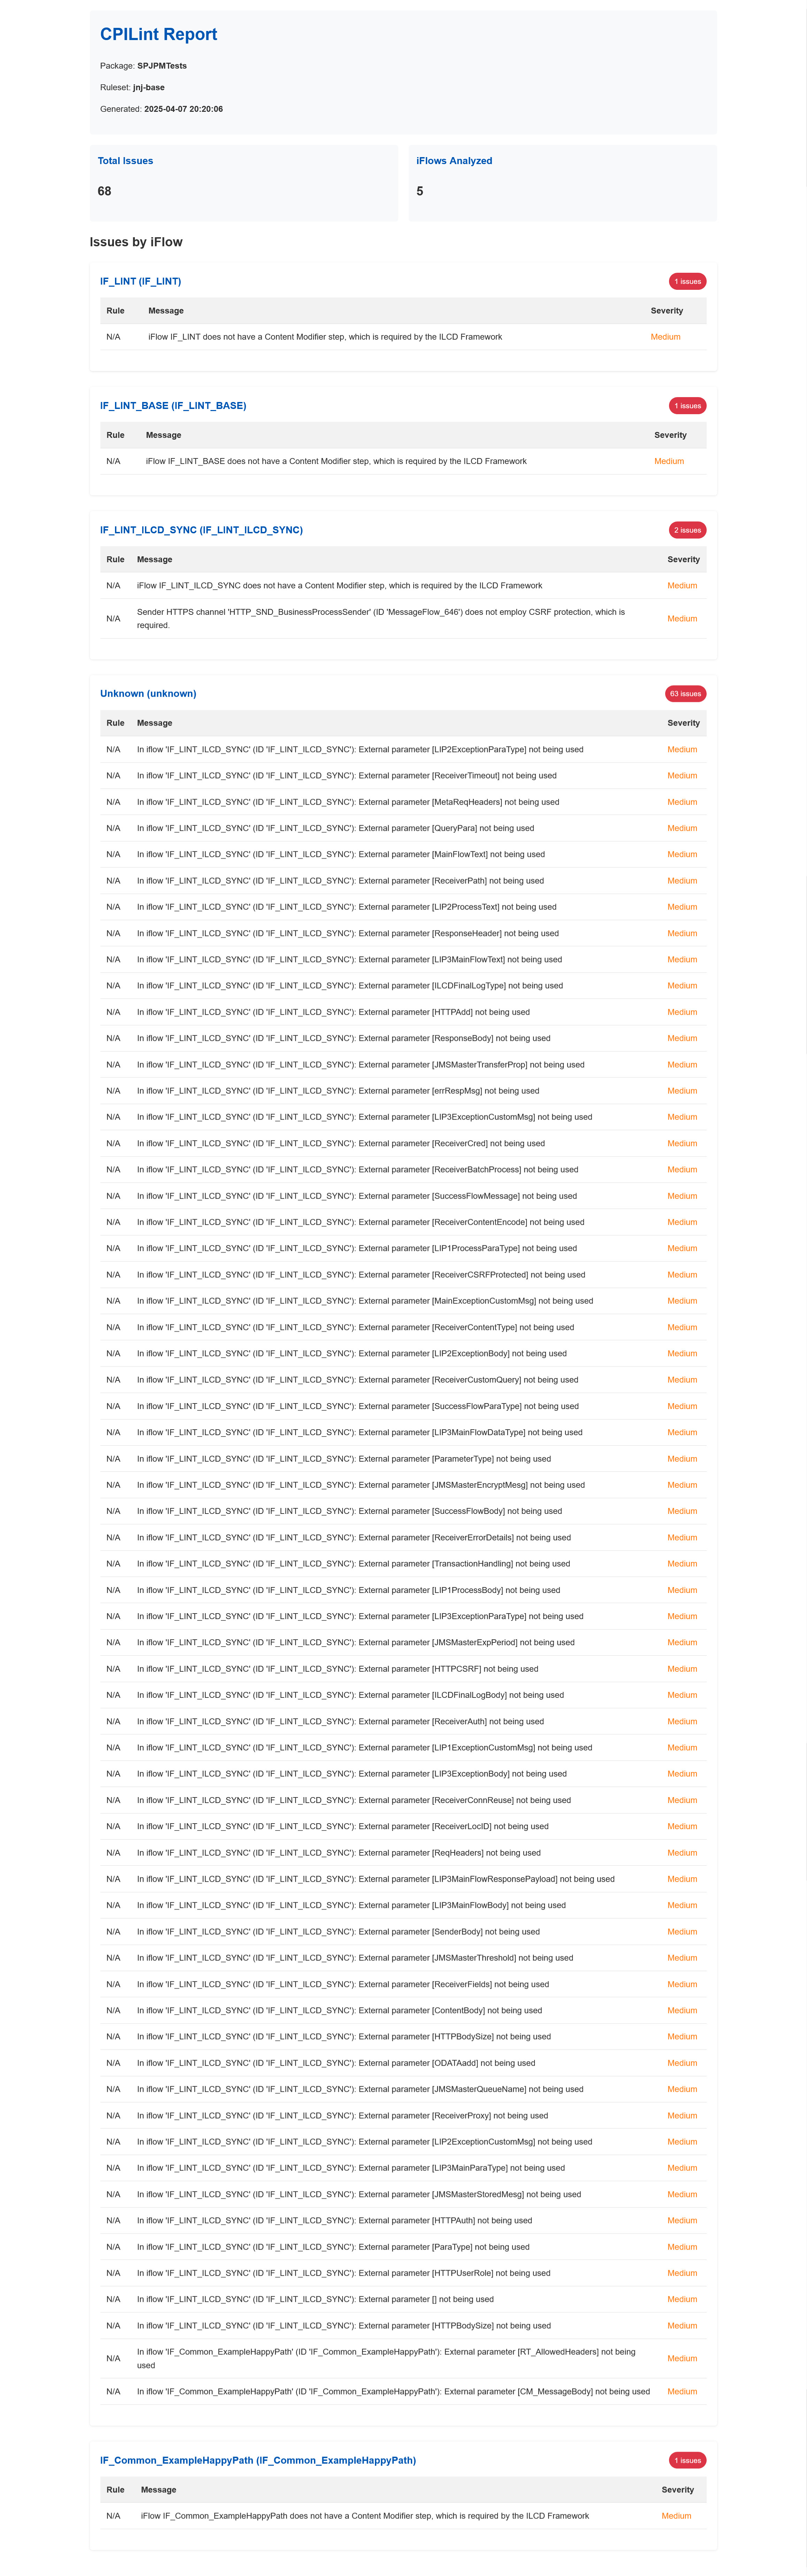 CPILint Report
Package: SPJPMTests
Ruleset: jnj-base
Generated: 2025-04-07 20:20:06
Total Issues
68
iFlows Analyzed
5
Issues by iFlow
IF_LINT (IF_LINT)
1 issues
Rule Message Severity
N/A iFlow IF_LINT does not have a Content Modifier step, which is required by the ILCD Framework Medium
IF_LINT_BASE (IF_LINT_BASE)
1 issues
Rule Message Severity
N/A iFlow IF_LINT_BASE does not have a Content Modifier step, which is required by the ILCD Framework Medium
IF_LINT_ILCD_SYNC (IF_LINT_ILCD_SYNC)
2 issues
Rule Message Severity
N/A iFlow IF_LINT_ILCD_SYNC does not have a Content Modifier step, which is required by the ILCD Framework Medium
N/A Sender HTTPS channel 'HTTP_SND_BusinessProcessSender' (ID 'MessageFlow_646') does not employ CSRF protection, which is
required. Medium
Unknown (unknown)
63 issues
Rule Message Severity
N/A In iflow 'IF_LINT_ILCD_SYNC' (ID 'IF_LINT_ILCD_SYNC'): External parameter [LIP2ExceptionParaType] not being used Medium
N/A In iflow 'IF_LINT_ILCD_SYNC' (ID 'IF_LINT_ILCD_SYNC'): External parameter [ReceiverTimeout] not being used Medium
N/A In iflow 'IF_LINT_ILCD_SYNC' (ID 'IF_LINT_ILCD_SYNC'): External parameter [MetaReqHeaders] not being used Medium
N/A In iflow 'IF_LINT_ILCD_SYNC' (ID 'IF_LINT_ILCD_SYNC'): External parameter [QueryPara] not being used Medium
N/A In iflow 'IF_LINT_ILCD_SYNC' (ID 'IF_LINT_ILCD_SYNC'): External parameter [MainFlowText] not being used Medium
N/A In iflow 'IF_LINT_ILCD_SYNC' (ID 'IF_LINT_ILCD_SYNC'): External parameter [ReceiverPath] not being used Medium
N/A In iflow 'IF_LINT_ILCD_SYNC' (ID 'IF_LINT_ILCD_SYNC'): External parameter [LIP2ProcessText] not being used Medium
N/A In iflow 'IF_LINT_ILCD_SYNC' (ID 'IF_LINT_ILCD_SYNC'): External parameter [ResponseHeader] not being used Medium
N/A In iflow 'IF_LINT_ILCD_SYNC' (ID 'IF_LINT_ILCD_SYNC'): External parameter [LIP3MainFlowText] not being used Medium
N/A In iflow 'IF_LINT_ILCD_SYNC' (ID 'IF_LINT_ILCD_SYNC'): External parameter [ILCDFinalLogType] not being used Medium
N/A In iflow 'IF_LINT_ILCD_SYNC' (ID 'IF_LINT_ILCD_SYNC'): External parameter [HTTPAdd] not being used Medium
N/A In iflow 'IF_LINT_ILCD_SYNC' (ID 'IF_LINT_ILCD_SYNC'): External parameter [ResponseBody] not being used Medium
N/A In iflow 'IF_LINT_ILCD_SYNC' (ID 'IF_LINT_ILCD_SYNC'): External parameter [JMSMasterTransferProp] not being used Medium
N/A In iflow 'IF_LINT_ILCD_SYNC' (ID 'IF_LINT_ILCD_SYNC'): External parameter [errRespMsg] not being used Medium
N/A In iflow 'IF_LINT_ILCD_SYNC' (ID 'IF_LINT_ILCD_SYNC'): External parameter [LIP3ExceptionCustomMsg] not being used Medium
N/A In iflow 'IF_LINT_ILCD_SYNC' (ID 'IF_LINT_ILCD_SYNC'): External parameter [ReceiverCred] not being used Medium
N/A In iflow 'IF_LINT_ILCD_SYNC' (ID 'IF_LINT_ILCD_SYNC'): External parameter [ReceiverBatchProcess] not being used Medium
N/A In iflow 'IF_LINT_ILCD_SYNC' (ID 'IF_LINT_ILCD_SYNC'): External parameter [SuccessFlowMessage] not being used Medium
N/A In iflow 'IF_LINT_ILCD_SYNC' (ID 'IF_LINT_ILCD_SYNC'): External parameter [ReceiverContentEncode] not being used Medium
N/A In iflow 'IF_LINT_ILCD_SYNC' (ID 'IF_LINT_ILCD_SYNC'): External parameter [LIP1ProcessParaType] not being used Medium
N/A In iflow 'IF_LINT_ILCD_SYNC' (ID 'IF_LINT_ILCD_SYNC'): External parameter [ReceiverCSRFProtected] not being used Medium
N/A In iflow 'IF_LINT_ILCD_SYNC' (ID 'IF_LINT_ILCD_SYNC'): External parameter [MainExceptionCustomMsg] not being used Medium
N/A In iflow 'IF_LINT_ILCD_SYNC' (ID 'IF_LINT_ILCD_SYNC'): External parameter [ReceiverContentType] not being used Medium
N/A In iflow 'IF_LINT_ILCD_SYNC' (ID 'IF_LINT_ILCD_SYNC'): External parameter [LIP2ExceptionBody] not being used Medium
N/A In iflow 'IF_LINT_ILCD_SYNC' (ID 'IF_LINT_ILCD_SYNC'): External parameter [ReceiverCustomQuery] not being used Medium
N/A In iflow 'IF_LINT_ILCD_SYNC' (ID 'IF_LINT_ILCD_SYNC'): External parameter [SuccessFlowParaType] not being used Medium
N/A In iflow 'IF_LINT_ILCD_SYNC' (ID 'IF_LINT_ILCD_SYNC'): External parameter [LIP3MainFlowDataType] not being used Medium
N/A In iflow 'IF_LINT_ILCD_SYNC' (ID 'IF_LINT_ILCD_SYNC'): External parameter [ParameterType] not being used Medium
N/A In iflow 'IF_LINT_ILCD_SYNC' (ID 'IF_LINT_ILCD_SYNC'): External parameter [JMSMasterEncryptMesg] not being used Medium
N/A In iflow 'IF_LINT_ILCD_SYNC' (ID 'IF_LINT_ILCD_SYNC'): External parameter [SuccessFlowBody] not being used Medium
N/A In iflow 'IF_LINT_ILCD_SYNC' (ID 'IF_LINT_ILCD_SYNC'): External parameter [ReceiverErrorDetails] not being used Medium
N/A In iflow 'IF_LINT_ILCD_SYNC' (ID 'IF_LINT_ILCD_SYNC'): External parameter [TransactionHandling] not being used Medium
N/A In iflow 'IF_LINT_ILCD_SYNC' (ID 'IF_LINT_ILCD_SYNC'): External parameter [LIP1ProcessBody] not being used Medium
N/A In iflow 'IF_LINT_ILCD_SYNC' (ID 'IF_LINT_ILCD_SYNC'): External parameter [LIP3ExceptionParaType] not being used Medium
N/A In iflow 'IF_LINT_ILCD_SYNC' (ID 'IF_LINT_ILCD_SYNC'): External parameter [JMSMasterExpPeriod] not being used Medium
N/A In iflow 'IF_LINT_ILCD_SYNC' (ID 'IF_LINT_ILCD_SYNC'): External parameter [HTTPCSRF] not being used Medium
N/A In iflow 'IF_LINT_ILCD_SYNC' (ID 'IF_LINT_ILCD_SYNC'): External parameter [ILCDFinalLogBody] not being used Medium
N/A In iflow 'IF_LINT_ILCD_SYNC' (ID 'IF_LINT_ILCD_SYNC'): External parameter [ReceiverAuth] not being used Medium
N/A In iflow 'IF_LINT_ILCD_SYNC' (ID 'IF_LINT_ILCD_SYNC'): External parameter [LIP1ExceptionCustomMsg] not being used Medium
N/A In iflow 'IF_LINT_ILCD_SYNC' (ID 'IF_LINT_ILCD_SYNC'): External parameter [LIP3ExceptionBody] not being used Medium
N/A In iflow 'IF_LINT_ILCD_SYNC' (ID 'IF_LINT_ILCD_SYNC'): External parameter [ReceiverConnReuse] not being used Medium
N/A In iflow 'IF_LINT_ILCD_SYNC' (ID 'IF_LINT_ILCD_SYNC'): External parameter [ReceiverLocID] not being used Medium
N/A In iflow 'IF_LINT_ILCD_SYNC' (ID 'IF_LINT_ILCD_SYNC'): External parameter [ReqHeaders] not being used Medium
N/A In iflow 'IF_LINT_ILCD_SYNC' (ID 'IF_LINT_ILCD_SYNC'): External parameter [LIP3MainFlowResponsePayload] not being used Medium
N/A In iflow 'IF_LINT_ILCD_SYNC' (ID 'IF_LINT_ILCD_SYNC'): External parameter [LIP3MainFlowBody] not being used Medium
N/A In iflow 'IF_LINT_ILCD_SYNC' (ID 'IF_LINT_ILCD_SYNC'): External parameter [SenderBody] not being used Medium
N/A In iflow 'IF_LINT_ILCD_SYNC' (ID 'IF_LINT_ILCD_SYNC'): External parameter [JMSMasterThreshold] not being used Medium
N/A In iflow 'IF_LINT_ILCD_SYNC' (ID 'IF_LINT_ILCD_SYNC'): External parameter [ReceiverFields] not being used Medium
N/A In iflow 'IF_LINT_ILCD_SYNC' (ID 'IF_LINT_ILCD_SYNC'): External parameter [ContentBody] not being used Medium
N/A In iflow 'IF_LINT_ILCD_SYNC' (ID 'IF_LINT_ILCD_SYNC'): External parameter [HTTPBodySize] not being used Medium
N/A In iflow 'IF_LINT_ILCD_SYNC' (ID 'IF_LINT_ILCD_SYNC'): External parameter [ODATAadd] not being used Medium
N/A In iflow 'IF_LINT_ILCD_SYNC' (ID 'IF_LINT_ILCD_SYNC'): External parameter [JMSMasterQueueName] not being used Medium
N/A In iflow 'IF_LINT_ILCD_SYNC' (ID 'IF_LINT_ILCD_SYNC'): External parameter [ReceiverProxy] not being used Medium
N/A In iflow 'IF_LINT_ILCD_SYNC' (ID 'IF_LINT_ILCD_SYNC'): External parameter [LIP2ExceptionCustomMsg] not being used Medium
N/A In iflow 'IF_LINT_ILCD_SYNC' (ID 'IF_LINT_ILCD_SYNC'): External parameter [LIP3MainParaType] not being used Medium
N/A In iflow 'IF_LINT_ILCD_SYNC' (ID 'IF_LINT_ILCD_SYNC'): External parameter [JMSMasterStoredMesg] not being used Medium
N/A In iflow 'IF_LINT_ILCD_SYNC' (ID 'IF_LINT_ILCD_SYNC'): External parameter [HTTPAuth] not being used Medium
N/A In iflow 'IF_LINT_ILCD_SYNC' (ID 'IF_LINT_ILCD_SYNC'): External parameter [ParaType] not being used Medium
N/A In iflow 'IF_LINT_ILCD_SYNC' (ID 'IF_LINT_ILCD_SYNC'): External parameter [HTTPUserRole] not being used Medium
N/A In iflow 'IF_LINT_ILCD_SYNC' (ID 'IF_LINT_ILCD_SYNC'): External parameter [] not being used Medium
N/A In iflow 'IF_LINT_ILCD_SYNC' (ID 'IF_LINT_ILCD_SYNC'): External parameter [HTTPBodySize] not being used Medium
N/A In iflow 'IF_Common_ExampleHappyPath' (ID 'IF_Common_ExampleHappyPath'): External parameter [RT_AllowedHeaders] not being
used Medium
N/A In iflow 'IF_Common_ExampleHappyPath' (ID 'IF_Common_ExampleHappyPath'): External parameter [CM_MessageBody] not being used Medium
IF_Common_ExampleHappyPath (IF_Common_ExampleHappyPath)
1 issues
Rule Message Severity
N/A iFlow IF_Common_ExampleHappyPath does not have a Content Modifier step, which is required by the ILCD Framework Medium